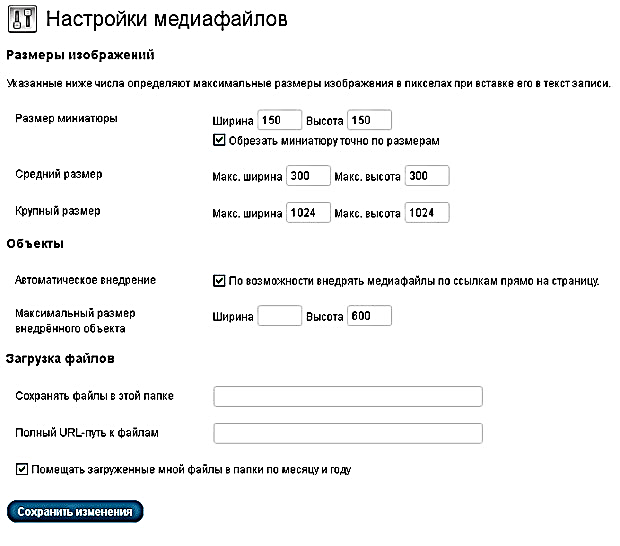 Настройки медиафайлов
Размеры изображений
Указанные ниже числа определяют максимальные размеры изображения в пикселах при вставке его в текст записи.
Размер миниатюры Ширина 150 Высота 150
Обрезать миниатюру точно по размерам
Средний размер Макс. ширина 300 Макс. высота 300
Крупный размер Макс. ширина 1024 Макс. высота 1024
Объекты
Автоматическое внедрение По возможности внедрять медиафайлы по ссылкам прямо на страницу.
Максимальный размер
внедрённого объекта Ширина Высота 600
Загрузка файлов
Сохранять файлы в этой папке
Полный URL-путь к файлам
Помещать загруженные мной файлы в папки по месяцу и году
Сохранить изменения